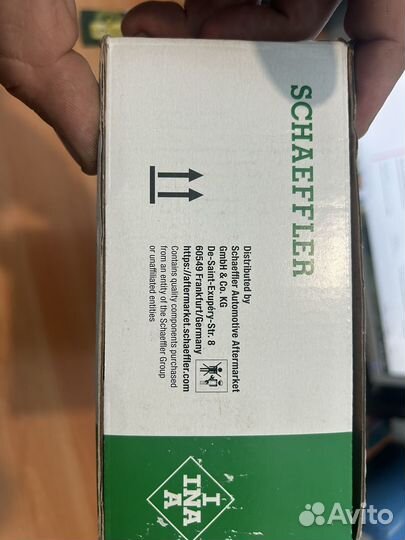 SCHAEFFLER
Distributed by
Schaeffler Automotive Aftermarket
GmbH & Co. KG
De-Saint-Exupéry-Str. 8
60549 Frankfurt/Germany
https://aftermarket.schaeffler.com
Contains quality components purchased
from an entity of the Schaeffler Group
or unaffiliated entities
I
INA
A
Avito